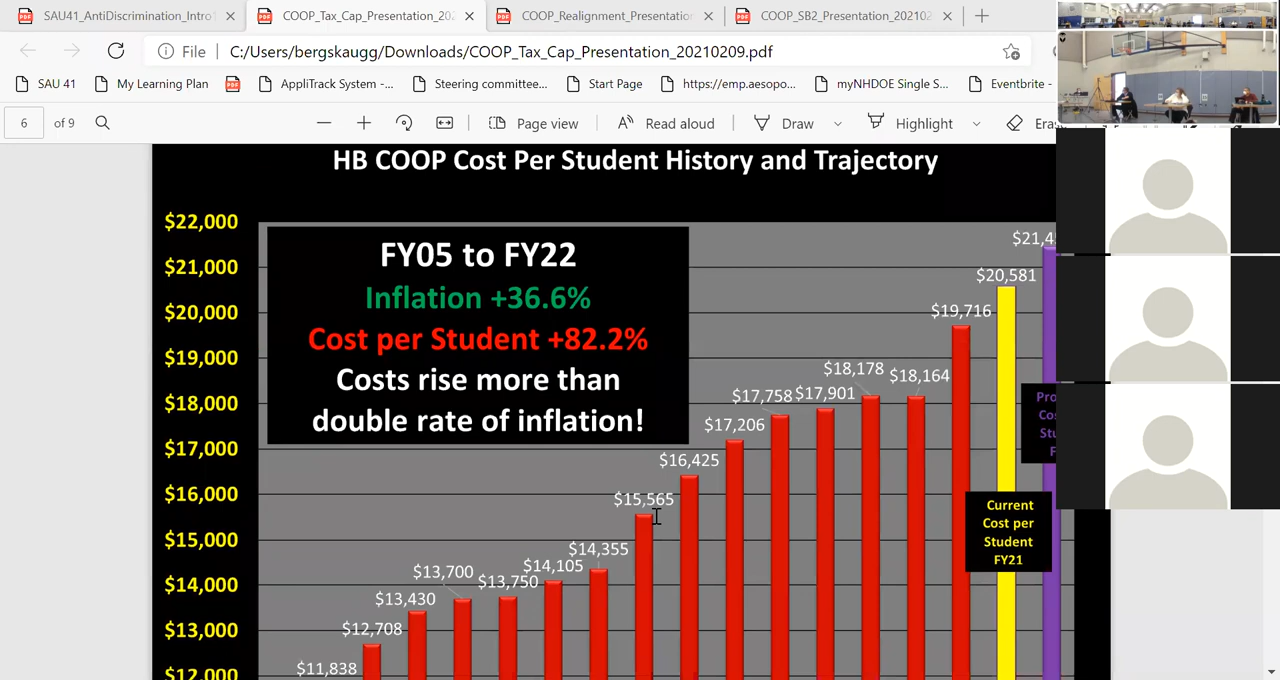 SAU41_AntiDiscrimination_Intro
COOP_Tax_Cap_Presentation_20
COOP_Realignment_Presentation
COOP_SB2_Presentation_202102
File
C:/Users/bergskaugg/Downloads/COOP_Tax_Cap_Presentation_20210209.pdf
SAU 41
My Learning Plan
AppliTrack System -...
Steering committee...
Start Page
https://emp.aesopo...
myNHDOE Single S...
Eventbrite -
6
of 9
Page view
Read aloud
Draw
Highlight
HB COOP Cost Per Student History and Trajectory
$22,000
$21,000
$20,000
$19,000
$18,000
$17,000
$16,000
$15,000
$14,000
$13,000
$12,000
FY05 to FY22
Inflation +36.6%
Cost per Student +82.2%
Costs rise more than
double rate of inflation!
$11,838
$12,708
$13,430
$13,700
$13,750
$14,105
$14,355
$15,565
$16,425
$17,206
$17,758
$17,901
$18,178
$18,164
$19,716
$20,581
$21,4
Current
Cost per
Student
FY21
Pro
Co
Stu
F